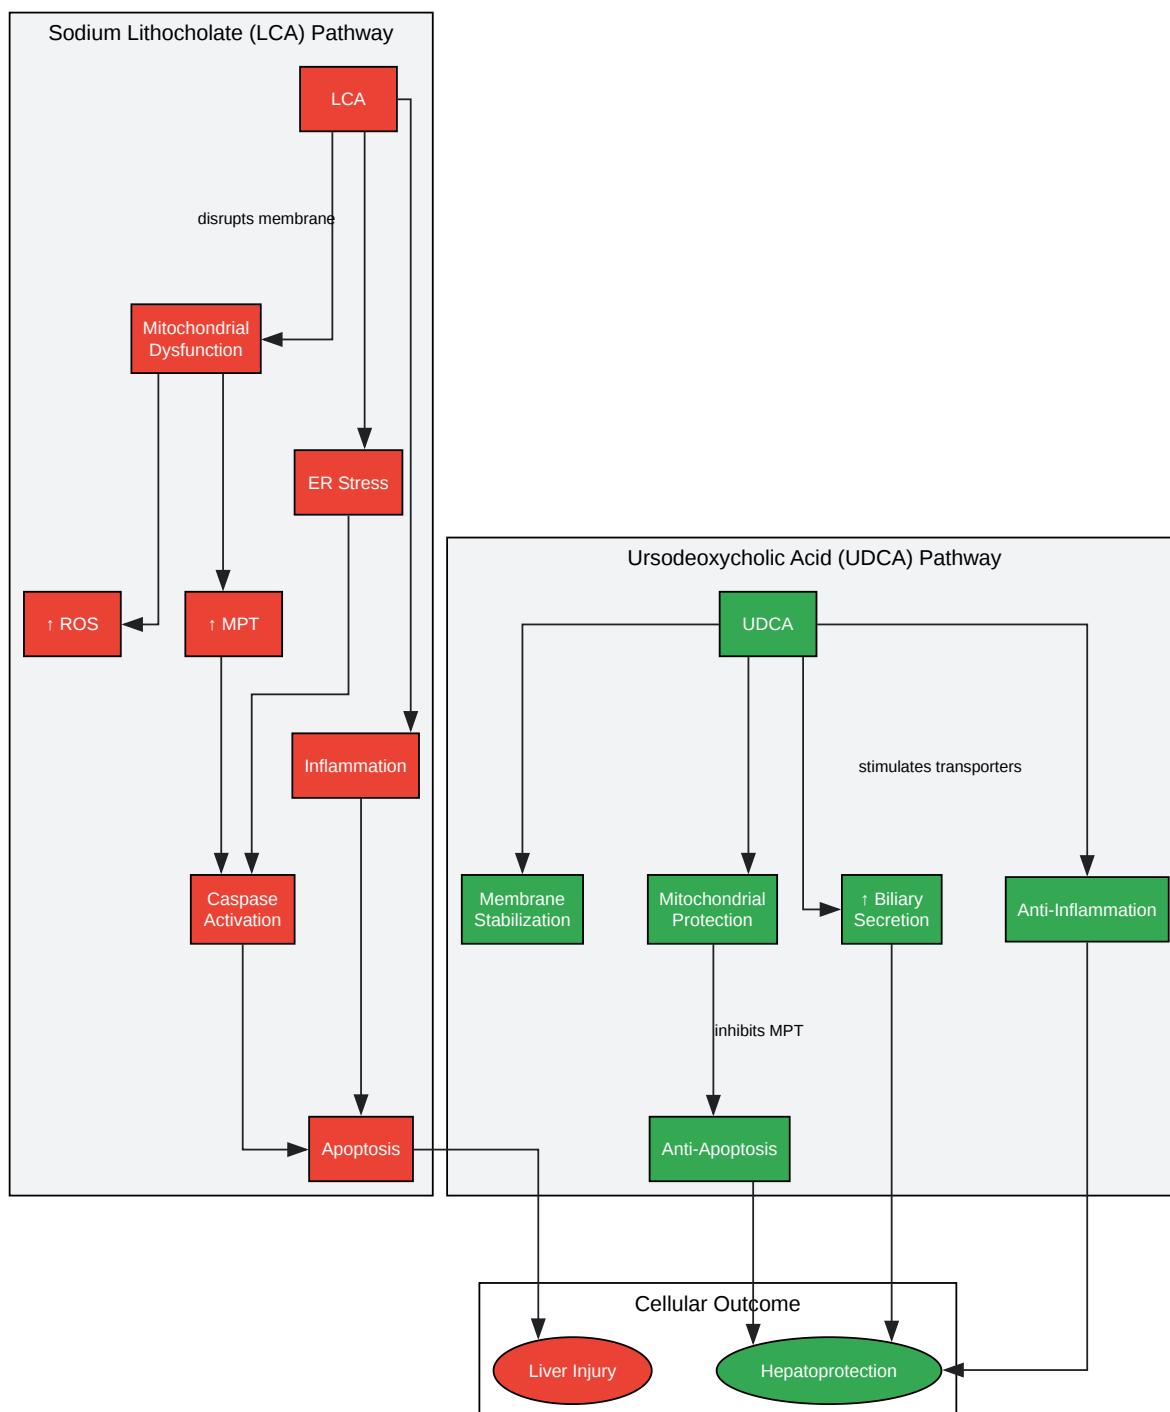 Sodium Lithocholate (LCA) Pathway
LCA
disrupts membrane
Mitochondrial
Dysfunction
ER Stress
↑ ROS
↑ MPT
Inflammation
Caspase
Activation
Apoptosis
Ursodeoxycholic Acid (UDCA) Pathway
UDCA
stimulates transporters
Membrane
Stabilization
Mitochondrial
Protection
↑ Biliary
Secretion
Anti-Inflammation
inhibits MPT
Anti-Apoptosis
Cellular Outcome
Liver Injury
Hepatoprotection